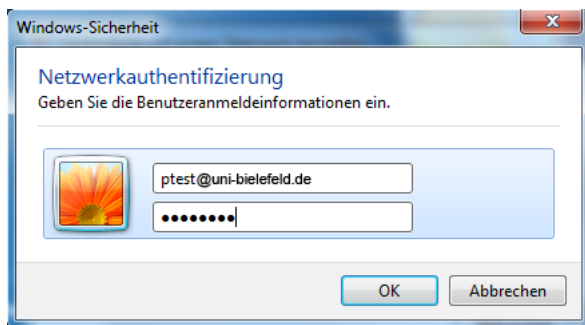 Windows-Sicherheit
Netzwerkauthentifizierung
Geben Sie die Benutzeranmeldeinformationen ein.
ptest@uni-bielefeld.de
●●●●●●●●
OK
Abbrechen